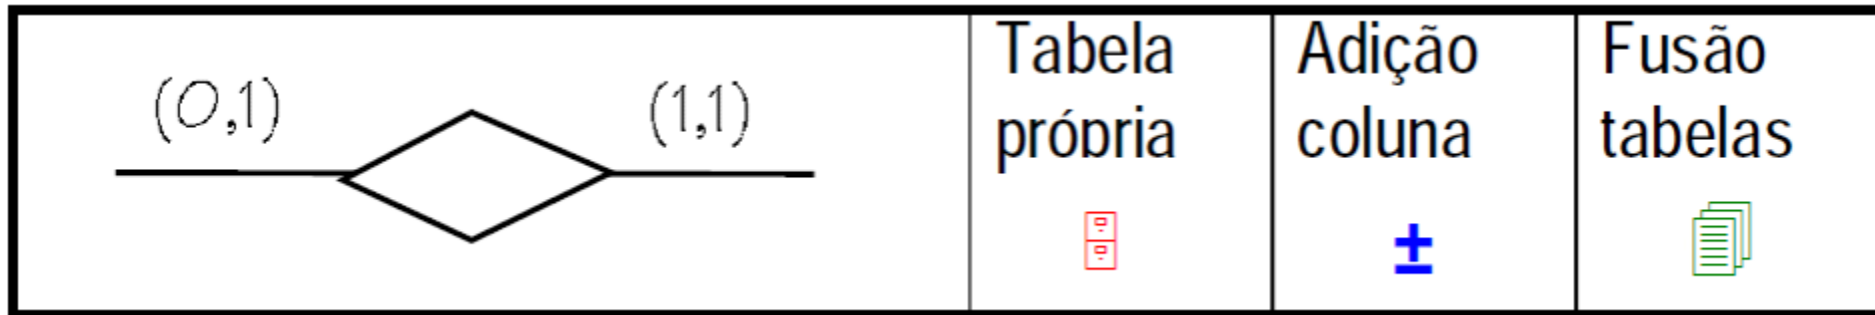 (0,1)
(1,1)
Tabela
própria
Adição
coluna
±
Fusão
tabelas